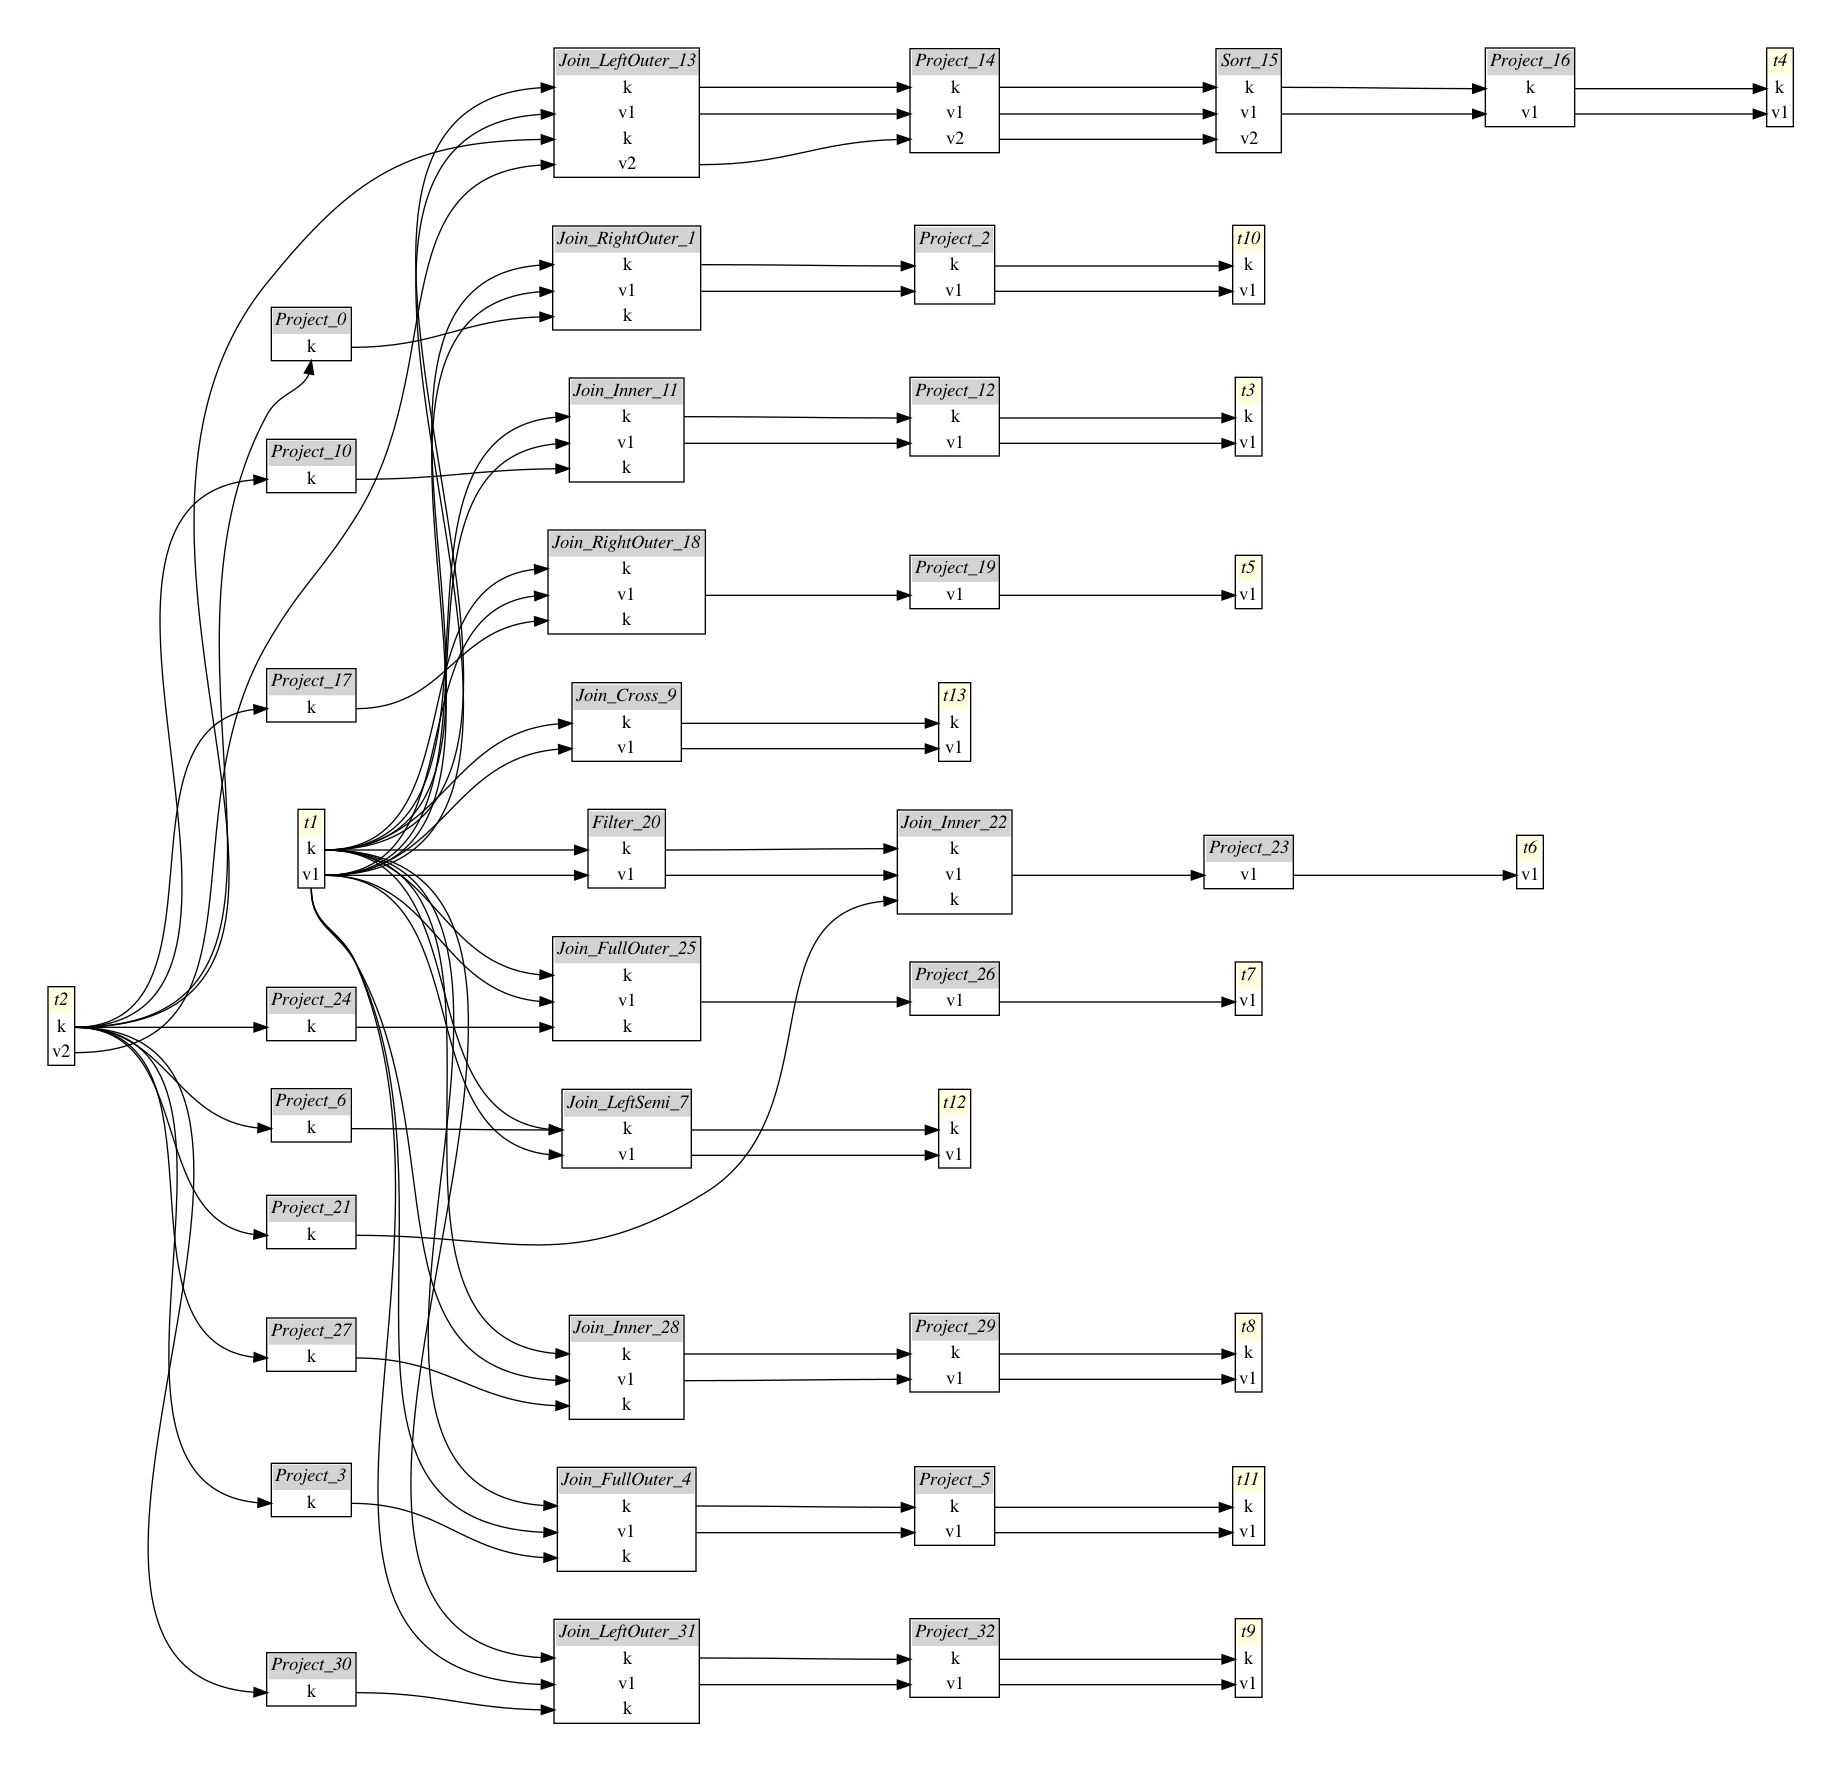 Join_LeftOuter_13
k
v1
k
v2
Project_14
k
v1
v2
Sort_15
k
v1
v2
Project_16
k
v1
t4
k
v1
Join_RightOuter_1
k
v1
k
Project_2
k
v1
t10
k
v1
Project_0
k
Join_Inner_11
k
v1
k
Project_12
k
v1
t3
k
v1
Project_10
k
Join_RightOuter_18
k
v1
k
Project_19
v1
t5
v1
Project_17
k
Join_Cross_9
k
v1
t13
k
v1
t1
k
v1
Filter_20
k
v1
Join_Inner_22
k
v1
k
Project_23
v1
t6
v1
Join_FullOuter_25
k
v1
k
Project_26
v1
t7
v1
t2
k
v2
Project_24
k
Project_6
k
Join_LeftSemi_7
k
v1
t12
k
v1
Project_21
k
Project_27
k
Join_Inner_28
k
v1
k
Project_29
k
v1
t8
k
v1
Project_3
k
Join_FullOuter_4
k
v1
k
Project_5
k
v1
t11
k
v1
Project_30
k
Join_LeftOuter_31
k
v1
k
Project_32
k
v1
t9
k
v1